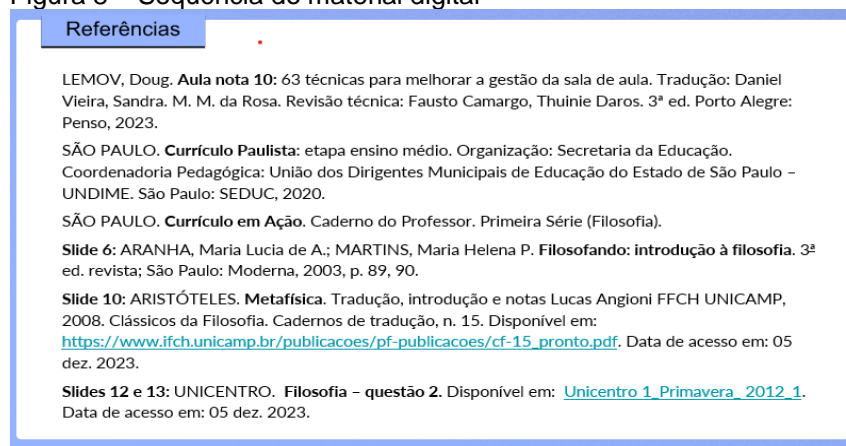 Figura 8 – Sequência do material digital
Referências
LEMOV, Doug. Aula nota 10: 63 técnicas para melhorar a gestão da sala de aula. Tradução: Daniel
Vieira, Sandra. M. M. da Rosa. Revisão técnica: Fausto Camargo, Thuinie Daros. 3ª ed. Porto Alegre:
Penso, 2023.
SÃO PAULO. Currículo Paulista: etapa ensino médio. Organização: Secretaria da Educação.
Coordenadoria Pedagógica: União dos Dirigentes Municipais de Educação do Estado de São Paulo –
UNDIME. São Paulo: SEDUC, 2020.
SÃO PAULO. Currículo em Ação. Caderno do Professor. Primeira Série (Filosofia).
Slide 6: ARANHA, Maria Lucia de A.; MARTINS, Maria Helena P. Filosofando: introdução à filosofia. 3ª
ed. revista; São Paulo: Moderna, 2003, p. 89, 90.
Slide 10: ARISTÓTELES. Metafísica. Tradução, introdução e notas Lucas Angioni FFCH UNICAMP,
2008. Clássicos da Filosofia. Cadernos de tradução, n. 15. Disponível em:
https://www.ifch.unicamp.br/publicacoes/pf-publicacoes/cf-15_pronto.pdf. Data de acesso em: 05
dez. 2023.
Slides 12 e 13: UNICENTRO. Filosofia – questão 2. Disponível em: Unicentro 1_Primavera_ 2012_1.
Data de acesso em: 05 dez. 2023.